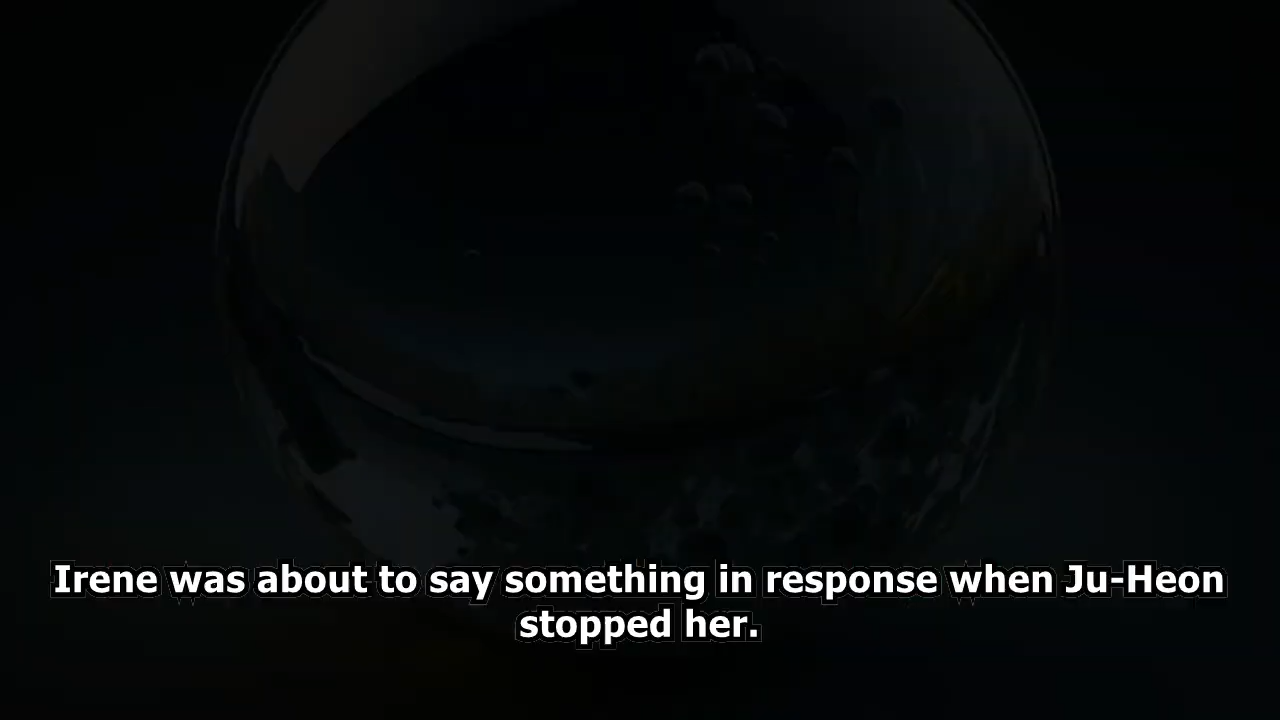 Irene was about to say something in response when Ju-Heon
stopped her.